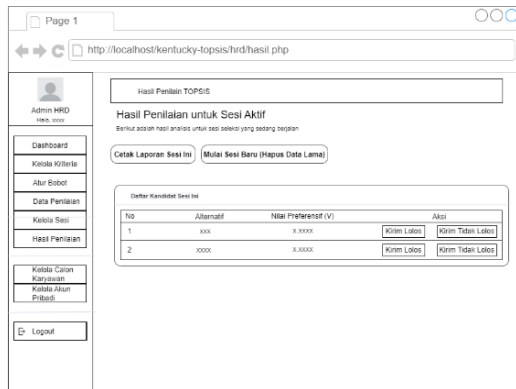 Page 1
http://localhost/kentucky-topsis/hrd/hasil.php
Admin HRD
Halo, xxxx
Dashboard
Kelola Kriteria
Atur Bobot
Data Penilaian
Kelola Sesi
Hasil Penilaian
Kelola Calon
Karyawan
Kelola Akun
Pribadi
Logout
Hasil Penilain TOPSIS
Hasil Penilaian untuk Sesi Aktif
Berikut adalah hasil analisis untuk sesi seleksi yang sedang berjalan
Cetak Laporan Sesi Ini Mulai Sesi Baru (Hapus Data Lama)
Daftar Kandidat Sesi Ini
No Alternatif Nilai Preferensif (V) Aksi
1 xxx x.xxxx Kirim Lolos Kirim Tidak Lolos
2 xxxx x.xxxx Kirim Lolos Kirim Tidak Lolos